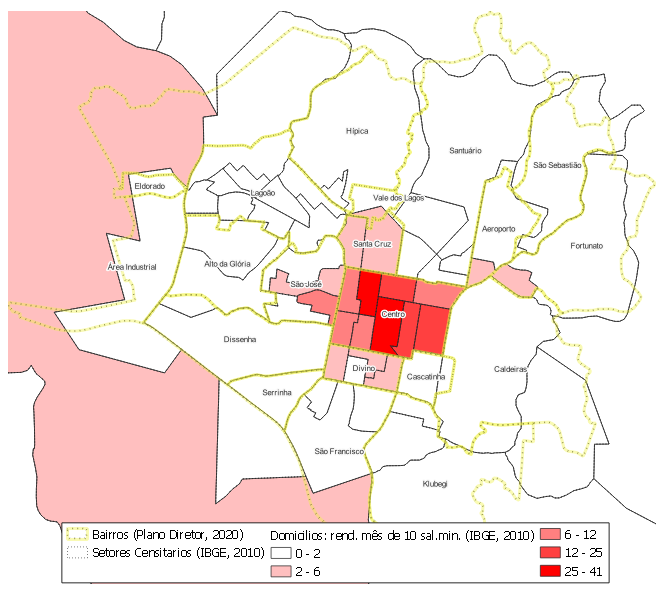 Hípica
Santuário
São Sebastião
Eldorado
Lagoão
Vale dos Lagos
Aeroporto
Fortunato
Santa Cruz
Área Industrial
Alto da Glória
São José
Centro
Dissenha
Divino
Cascatinha
Caldeiras
Serrinha
São Francisco
Klubegi
Bairros (Plano Diretor, 2020)
Setores Censitarios (IBGE, 2010)
Domicílios: rend. mês de 10 sal.min. (IBGE, 2010)
0 - 2
2 - 6
6 - 12
12 - 25
25 - 41